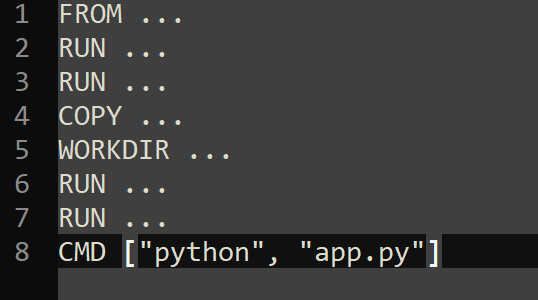 1 FROM ...
2 RUN ...
3 RUN ...
4 COPY ...
5 WORKDIR ...
6 RUN ...
7 RUN ...
8 CMD ["python", "app.py"]